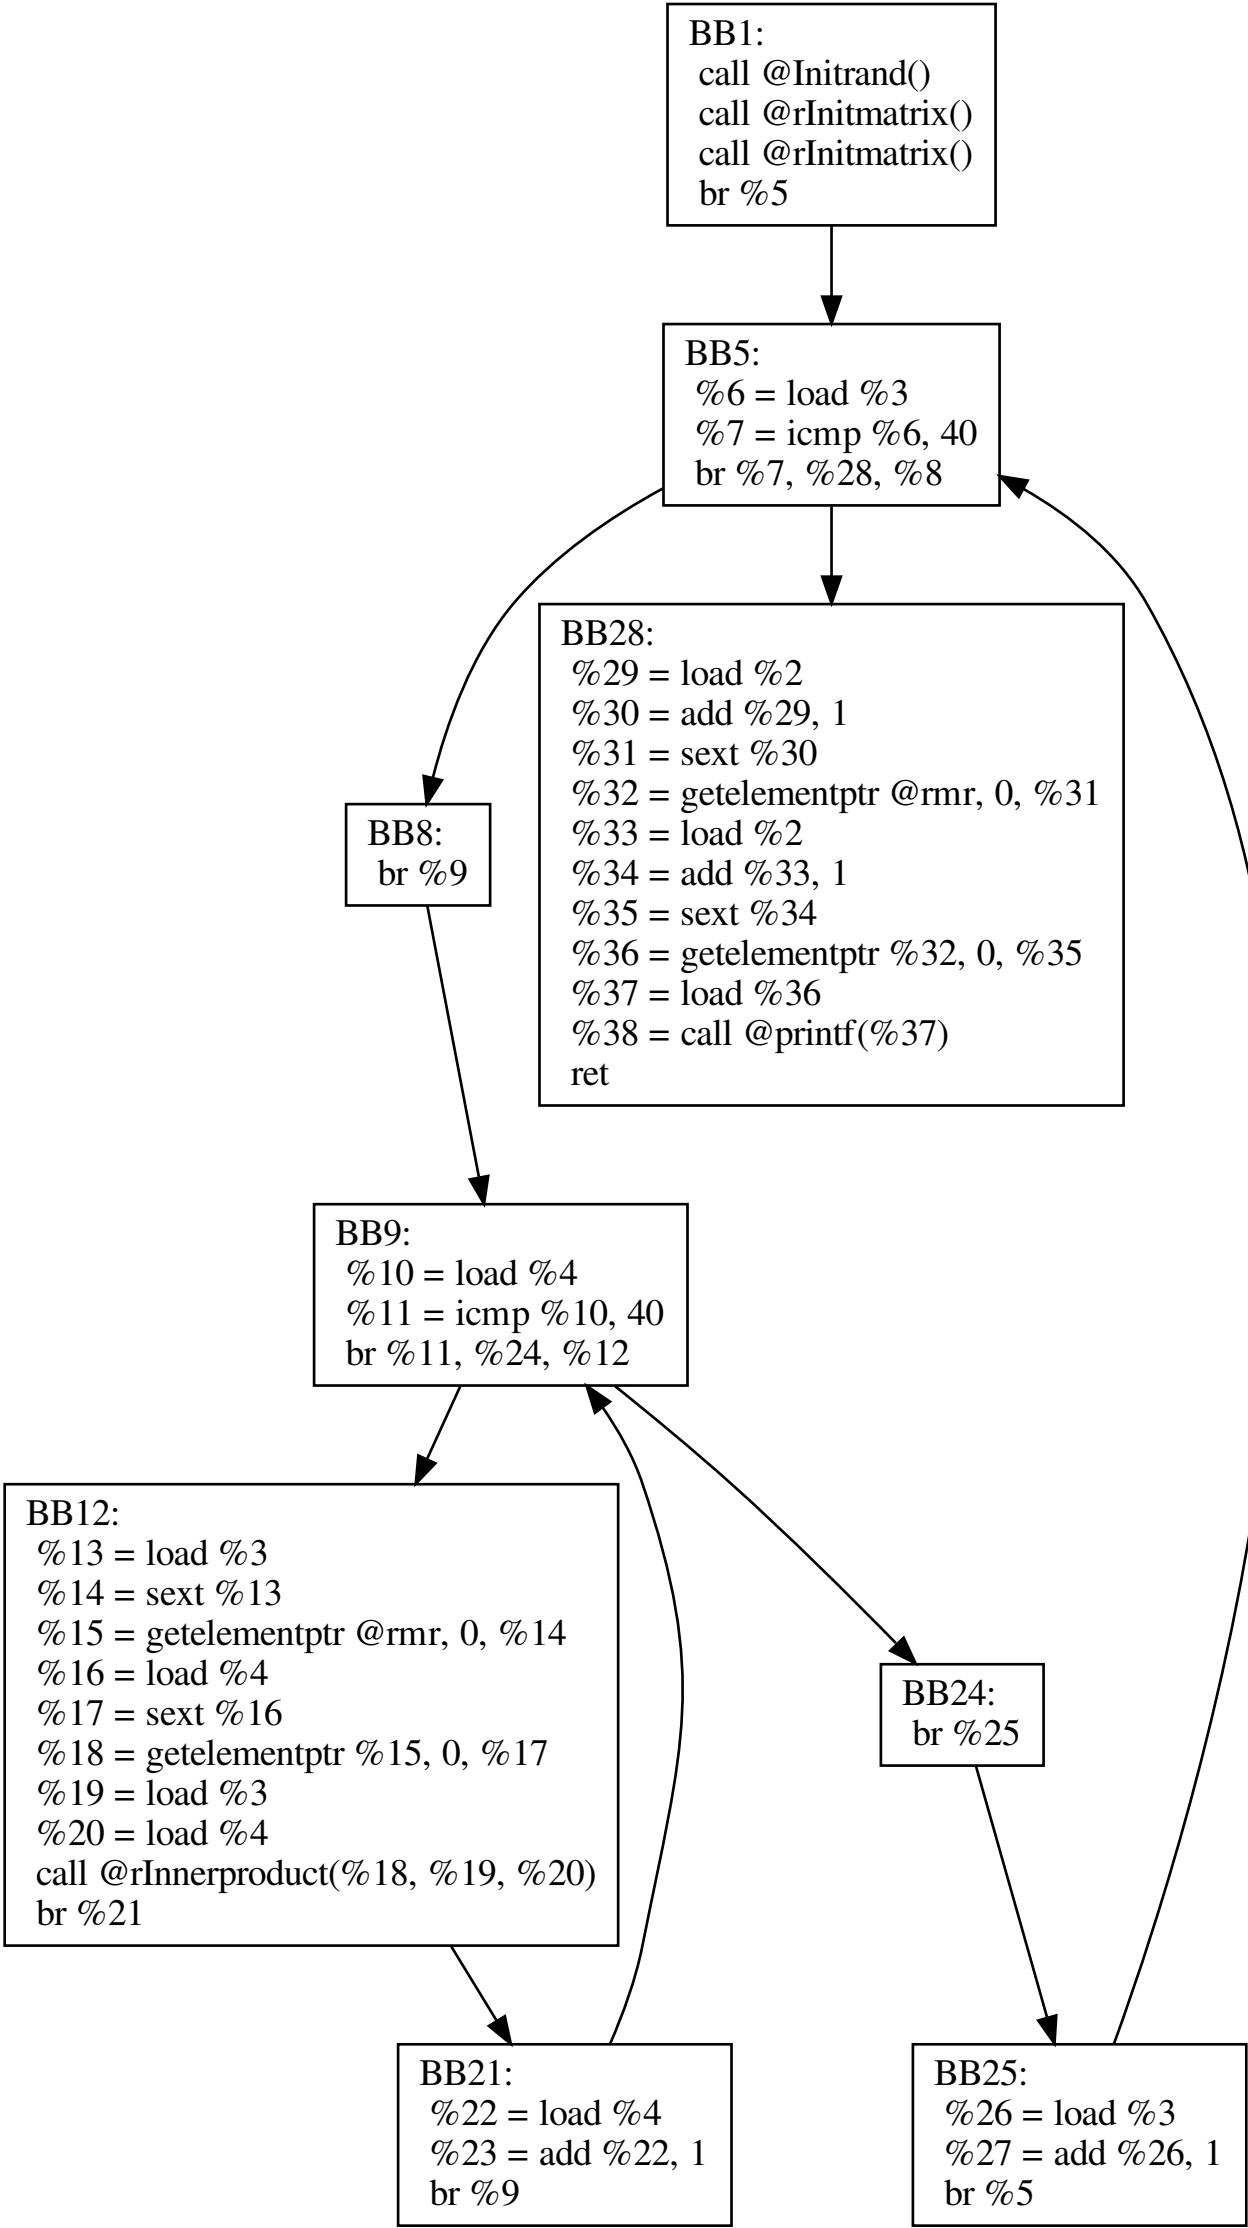 BB1:
call @Initrand()
call @rInitmatrix()
call @rInitmatrix()
br %5
BB5:
%6 = load %3
%7 = icmp %6, 40
br %7, %28, %8
BB28:
%29 = load %2
%30 = add %29, 1
%31 = sext %30
%32 = getelementptr @rmr, 0, %31
%33 = load %2
%34 = add %33, 1
%35 = sext %34
%36 = getelementptr %32, 0, %35
%37 = load %36
%38 = call @printf(%37)
ret
BB8:
br %9
BB9:
%10 = load %4
%11 = icmp %10, 40
br %11, %24, %12
BB12:
%13 = load %3
%14 = sext %13
%15 = getelementptr @rmr, 0, %14
%16 = load %4
%17 = sext %16
%18 = getelementptr %15, 0, %17
%19 = load %3
%20 = load %4
call @rInnerproduct(%18, %19, %20)
br %21
BB24:
br %25
BB21:
%22 = load %4
%23 = add %22, 1
br %9
BB25:
%26 = load %3
%27 = add %26, 1
br %5